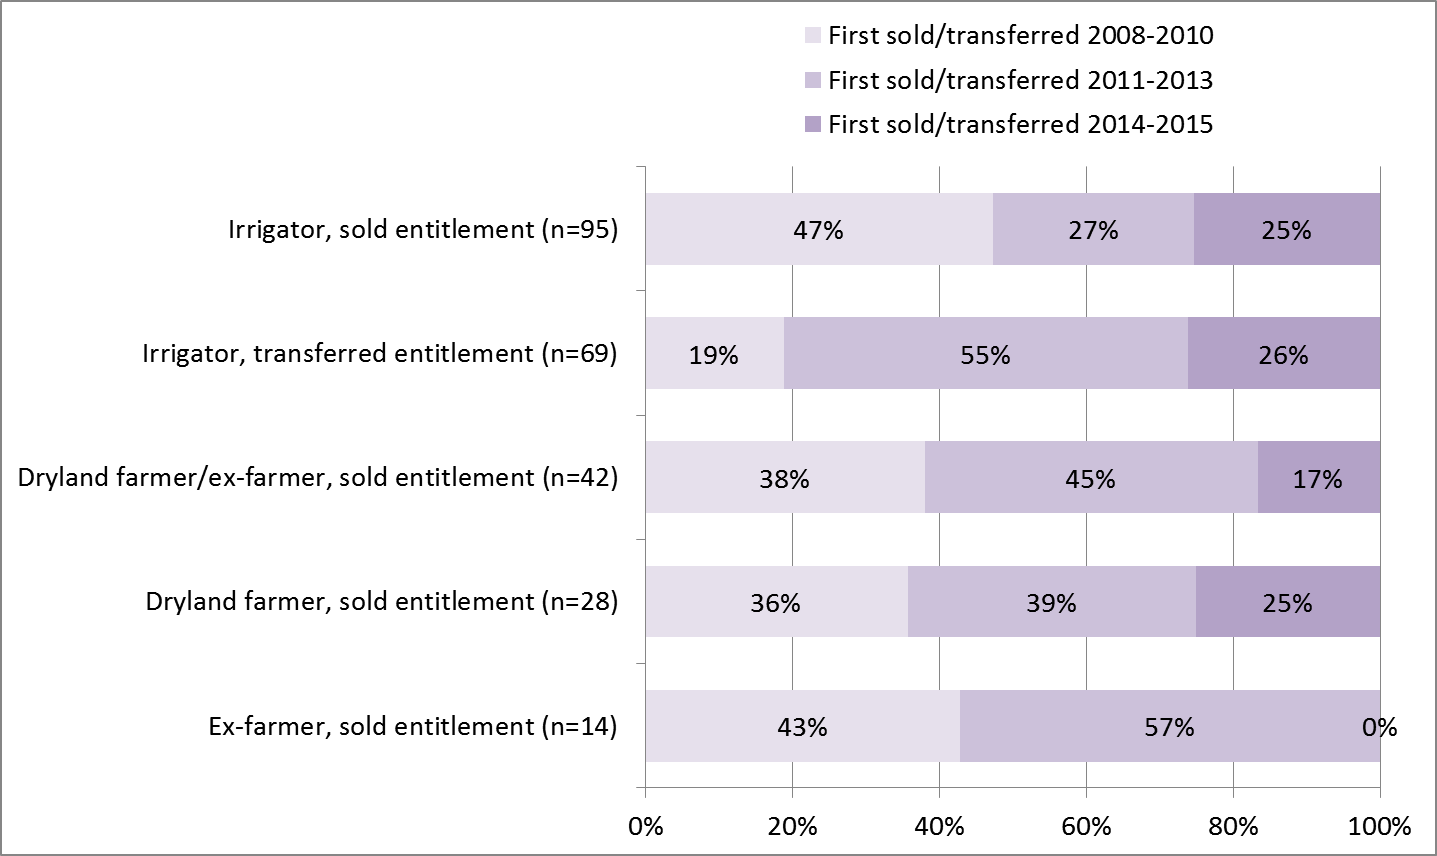 First sold/transferred 2008-2010
First sold/transferred 2011-2013
First sold/transferred 2014-2015
Irrigator, sold entitlement (n=95)
47%
27%
25%
Irrigator, transferred entitlement (n=69)
19%
55%
26%
Dryland farmer/ex-farmer, sold entitlement (n=42)
38%
45%
17%
Dryland farmer, sold entitlement (n=28)
36%
39%
25%
Ex-farmer, sold entitlement (n=14)
43%
57%
0%
0%
20%
40%
60%
80%
100%